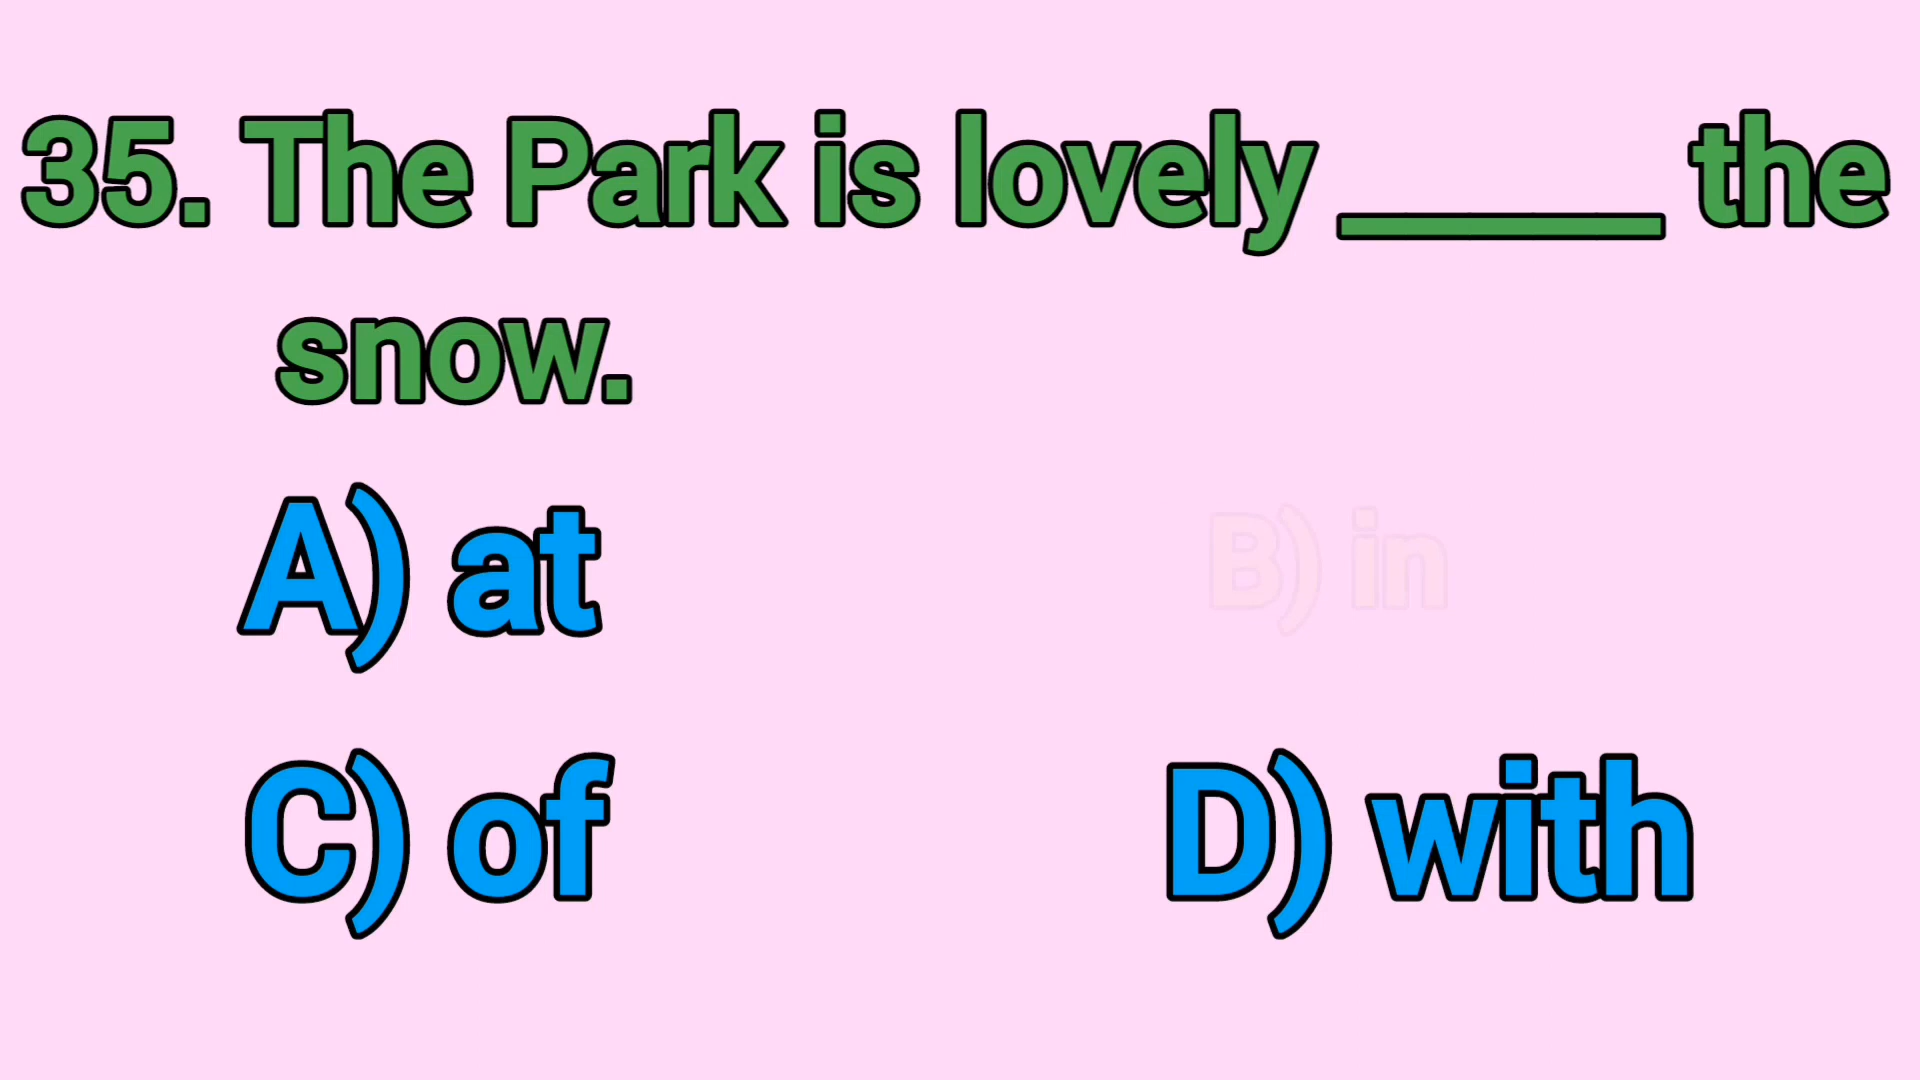 35. The Park is lovely _____ the
snow.
A) at
B) in
C) of
D) with